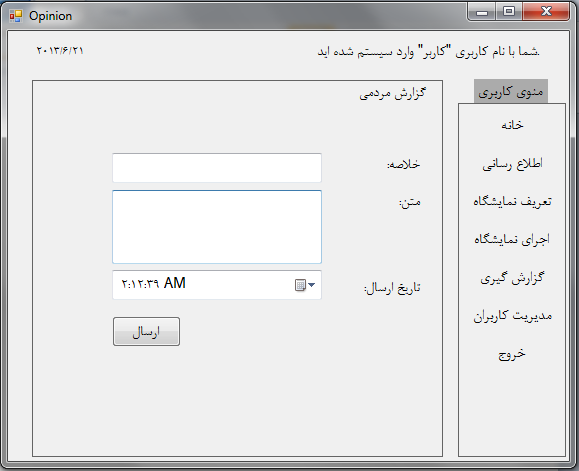 Opinion
شما با نام کاربری "کاربر" وارد سیستم شده اید.
۲۰۱۳/۶/۲۱
منوی کاربری
خانه
اطلاع رسانی
تعریف نمایشگاه
اجرای نمایشگاه
گزارش گیری
مدیریت کاربران
خروج
گزارش مردمی
خلاصه:
متن:
تاریخ ارسال:
۲:۱۲:۳۹ AM
ارسال